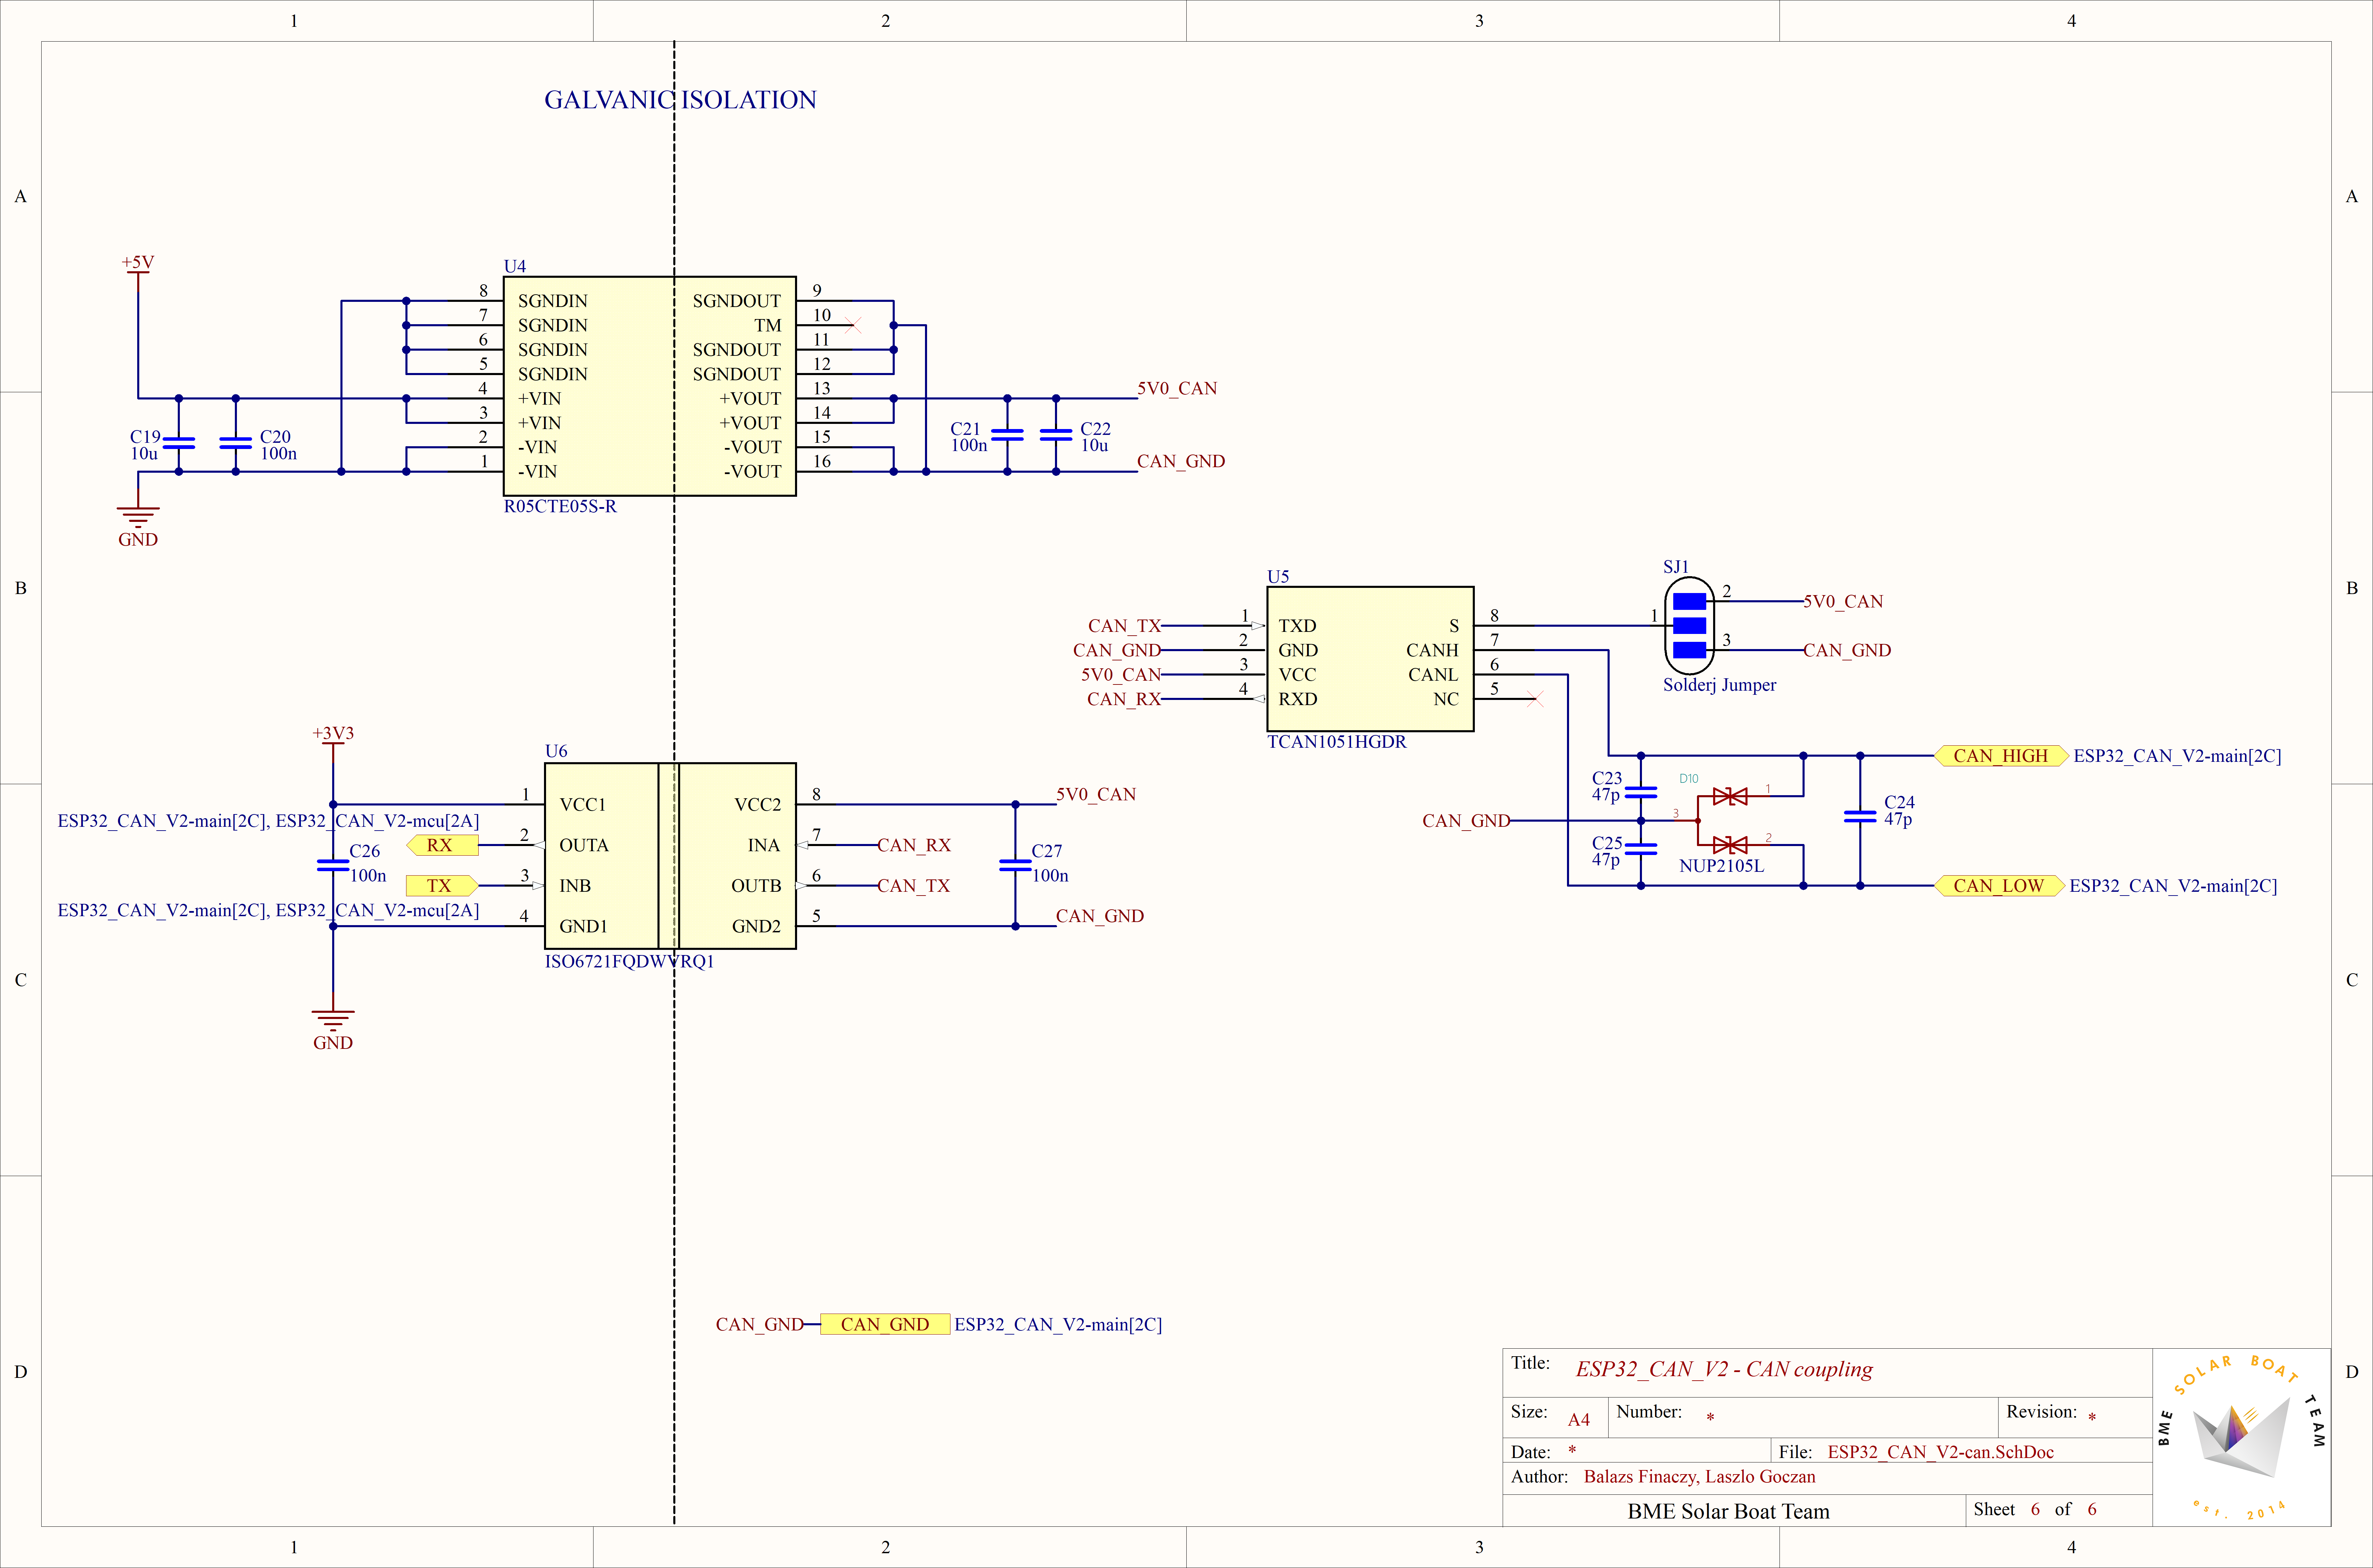 1 2 3 4
A A
GALVANIC ISOLATION
+5V
U4
8 SGNDIN SGNDOUT 9
7 SGNDIN TM 10
6 SGNDIN SGNDOUT 11
5 SGNDIN SGNDOUT 12
4 +VIN +VOUT 13 5V0_CAN
3 +VIN +VOUT 14
2 -VIN -VOUT 15
1 -VIN -VOUT 16 CAN_GND
C19
10u
C20
100n
C21
100n
C22
10u
R05CTE05S-R
GND
B B
U5
CAN_TX 1 TXD S 8
CAN_GND 2 GND CANH 7
5V0_CAN 3 VCC CANL 6
CAN_RX 4 RXD NC 5
TCAN1051HGDR
SJ1
1
2 5V0_CAN
3 CAN_GND
Solderj Jumper
+3V3
U6
1 VCC1 VCC2 8 5V0_CAN
ESP32_CAN_V2-main[2C], ESP32_CAN_V2-mcu[2A]
RX 2 OUTA INA 7 CAN_RX
TX 3 INB OUTB 6 CAN_TX
ESP32_CAN_V2-main[2C], ESP32_CAN_V2-mcu[2A]
4 GND1 GND2 5 CAN_GND
C26
100n
C27
100n
ISO6721FQDWVRQ1
GND
CAN_HIGH ESP32_CAN_V2-main[2C]
C23
47p
D10
1
CAN_GND
3
C24
47p
C25
47p
2
NUP2105L
CAN_LOW ESP32_CAN_V2-main[2C]
C C
CAN_GND CAN_GND ESP32_CAN_V2-main[2C]
D D
Title: ESP32_CAN_V2 - CAN coupling
Size: A4 Number: * Revision: *
Date: * File: ESP32_CAN_V2-can.SchDoc
Author: Balazs Finaczy, Laszlo Goczan
BME Solar Boat Team Sheet 6 of 6
BME SOLAR BOAT TEAM
est. 2014
1 2 3 4